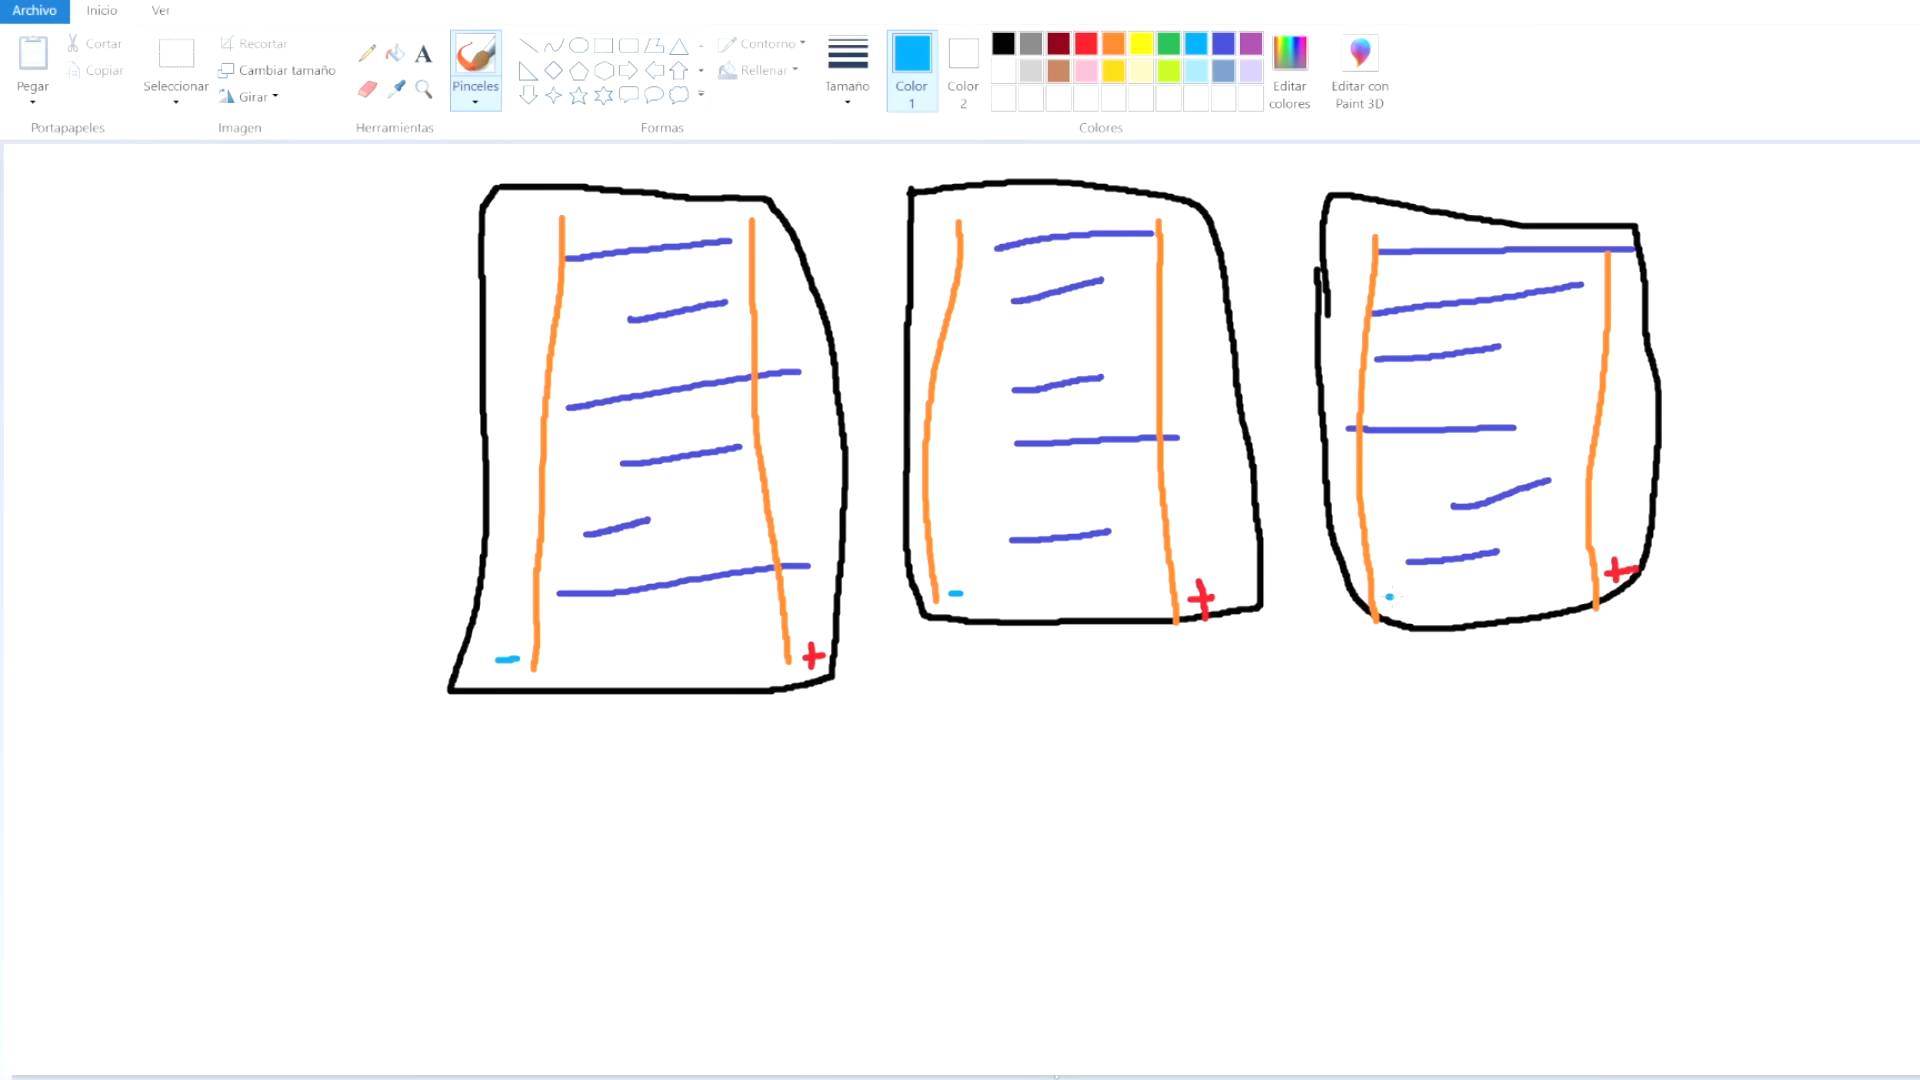 Archivo Inicio Ver
Pegar
Cortar
Copiar
Portapapeles
Seleccionar
Recortar
Cambiar tamaño
Girar
Imagen
A
Herramientas
Pinceles
Formas
Contorno
Rellenar
Tamaño
Color
1
Color
2
Colores
Editar
colores
Editar con
Paint 3D
- +
- +
- +